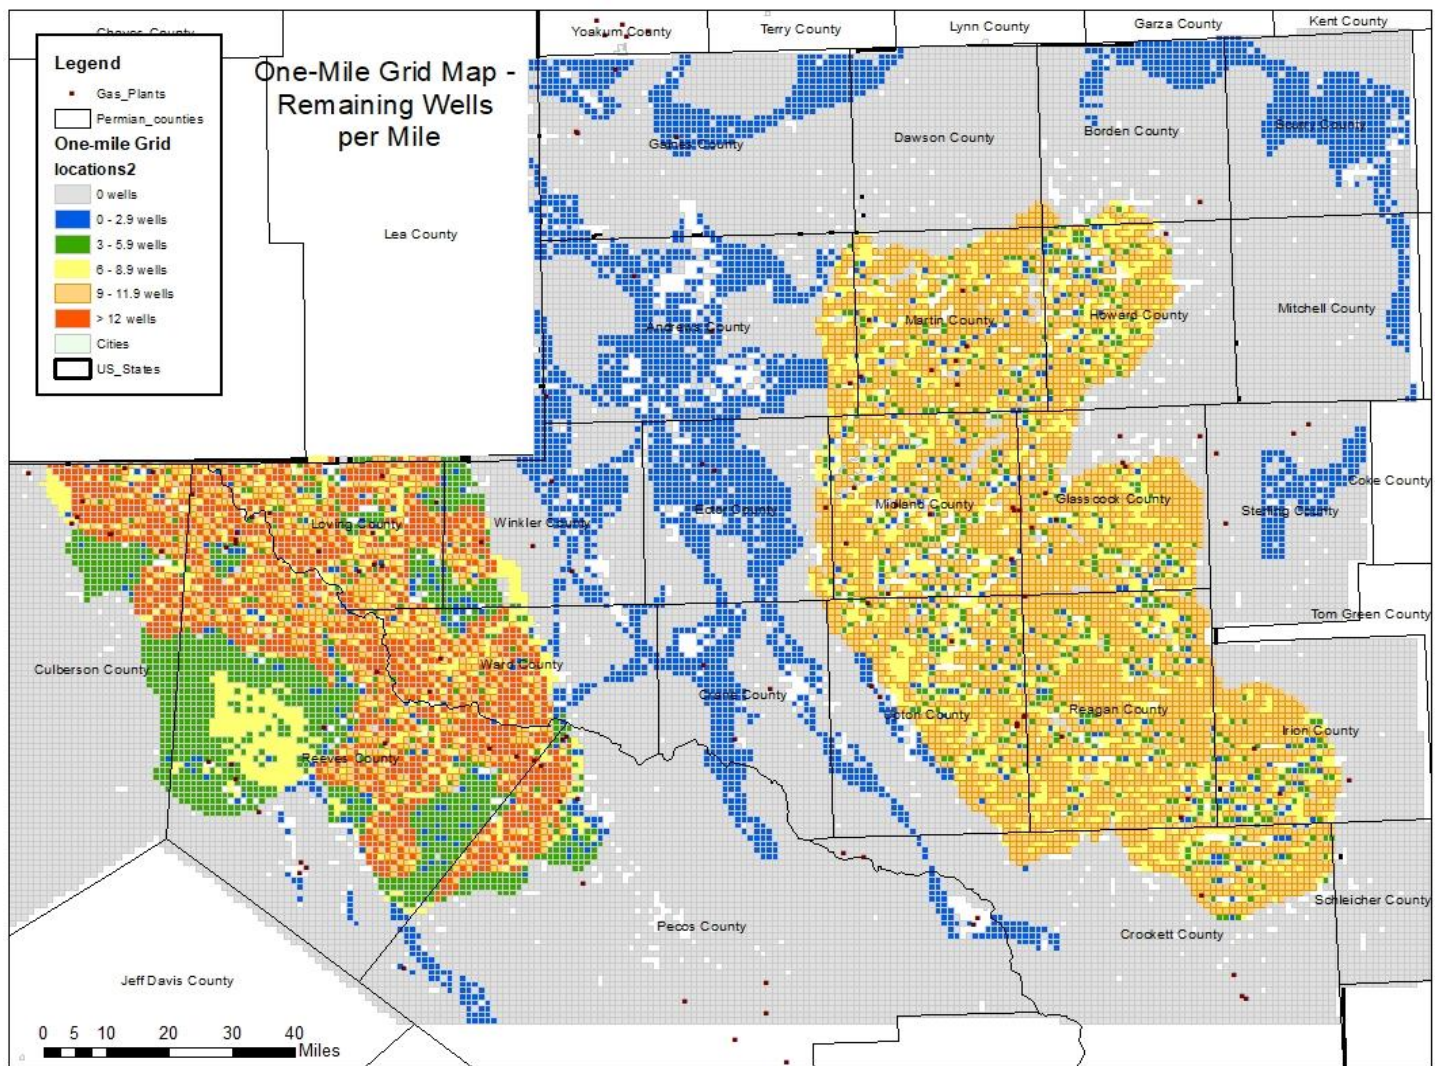 Chaves County
Yoakum County
Terry County
Lynn County
Garza County
Kent County
Legend
Gas_Plants
Permian_counties
One-mile Grid
locations2
0 wells
0 - 2.9 wells
3 - 5.9 wells
6 - 8.9 wells
9 - 11.9 wells
> 12 wells
Cities
US_States
One-Mile Grid Map -
Remaining Wells
per Mile
Lea County
Gaines County
Dawson County
Borden County
Scurry County
Andrews County
Martin County
Howard County
Mitchell County
Loving County
Winkler County
Ector County
Midland County
Glasscock County
Sterling County
Coke County
Tom Green County
Culberson County
Ward County
Crane County
Upton County
Reagan County
Irion County
Reeves County
Pecos County
Crockett County
Schleicher County
Jeff Davis County
0 5 10 20 30 40
Miles